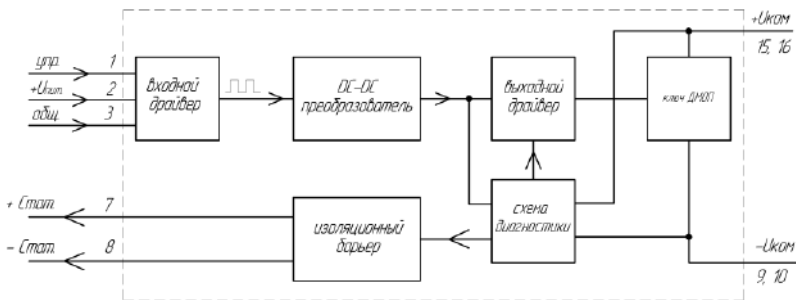 упр. 1
+Uпит. 2
общ. 3
входной
драйвер
DC-DC
преобразователь
выходной
драйвер
ключ ДМОП
+Uком
15, 16
+ Стат. 7
– Стат. 8
изоляционный
барьер
схема
диагностики
–Uком
9, 10